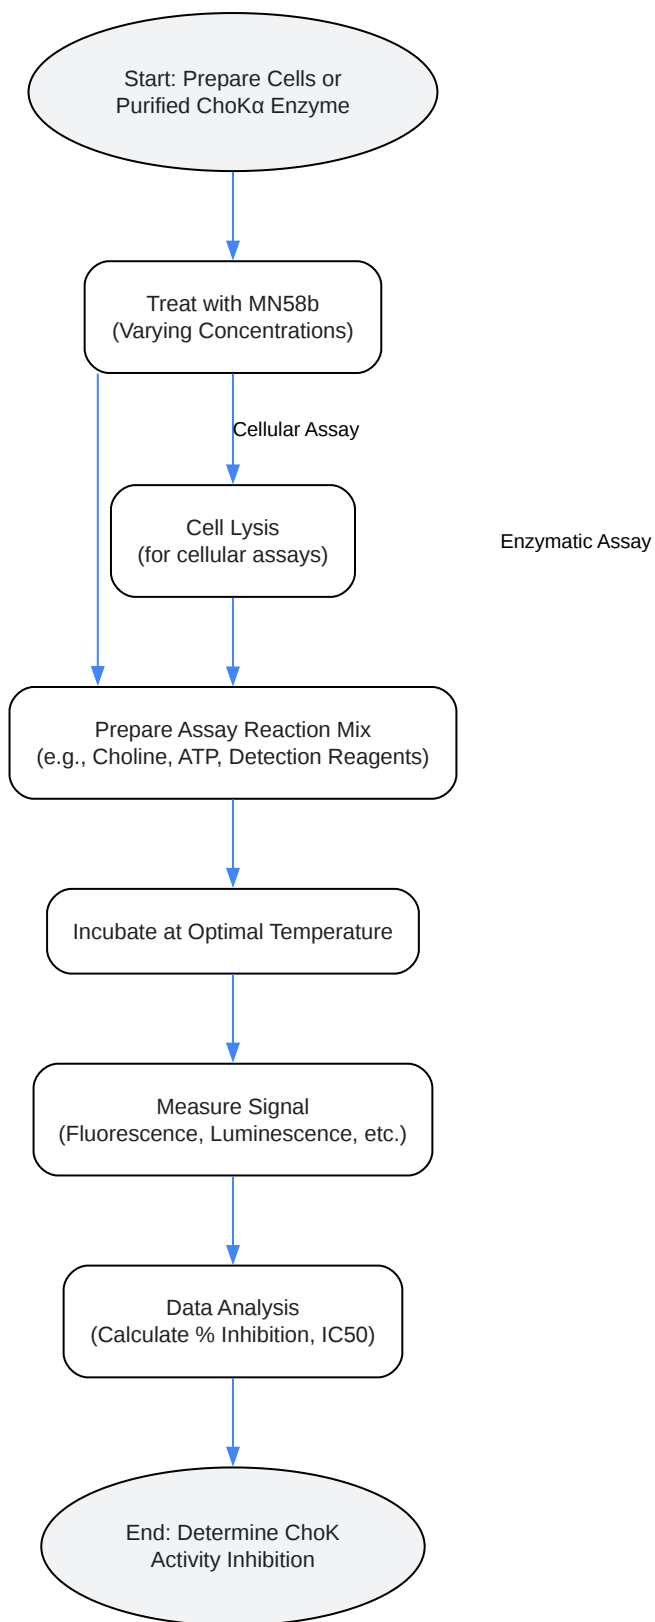 Start: Prepare Cells or
Purified ChoKα Enzyme
Treat with MN58b
(Varying Concentrations)
Cellular Assay
Cell Lysis
(for cellular assays)
Enzymatic Assay
Prepare Assay Reaction Mix
(e.g., Choline, ATP, Detection Reagents)
Incubate at Optimal Temperature
Measure Signal
(Fluorescence, Luminescence, etc.)
Data Analysis
(Calculate % Inhibition, IC50)
End: Determine ChoK
Activity Inhibition